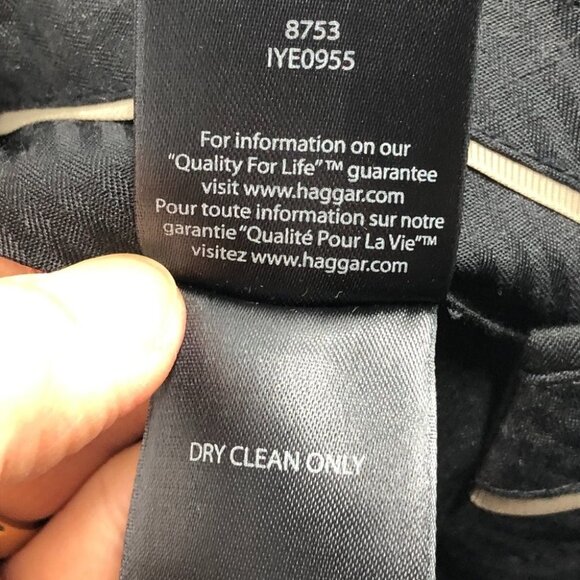 8753
IYE0955
For information on our
"Quality For Life"™ guarantee
visit www.haggar.com
Pour toute information sur notre
garantie "Qualité Pour La Vie"™
visitez www.haggar.com
DRY CLEAN ONLY